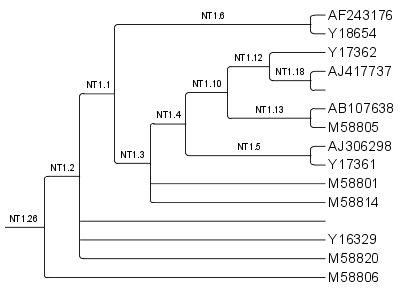 NT1.6
AF243176
Y18654
Y17362
NT1.12
NT1.18
AJ417737
NT1.1
NT1.10
AB107638
NT1.13
M58805
NT1.4
AJ306298
NT1.5
NT1.3
Y17361
NT1.2
M58801
M58814
NT1.26
Y16329
M58820
M58806